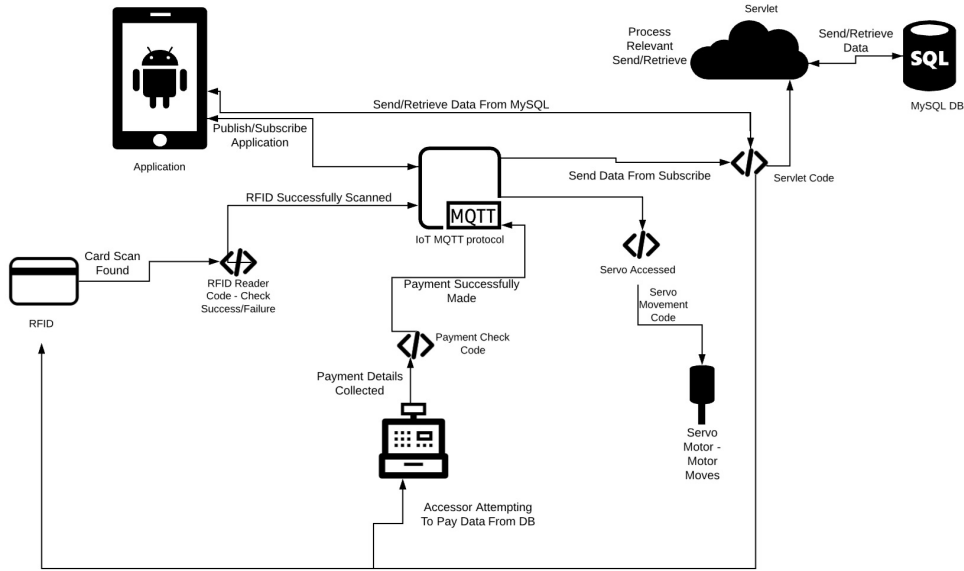 Servlet
Process
Relevant
Send/Retrieve
Send/Retrieve
Data
SQL
MySQL DB
Send/Retrieve Data From MySQL
Publish/Subscribe
Application
Application
Send Data From Subscribe
Servlet Code
RFID Successfully Scanned
MQTT
IoT MQTT protocol
Card Scan
Found
RFID Reader
Code - Check
Success/Failure
RFID
Servo Accessed
Servo
Movement
Code
Payment Successfully
Made
Payment Check
Code
Payment Details
Collected
Servo
Motor -
Motor
Moves
Accessor Attempting
To Pay Data From DB